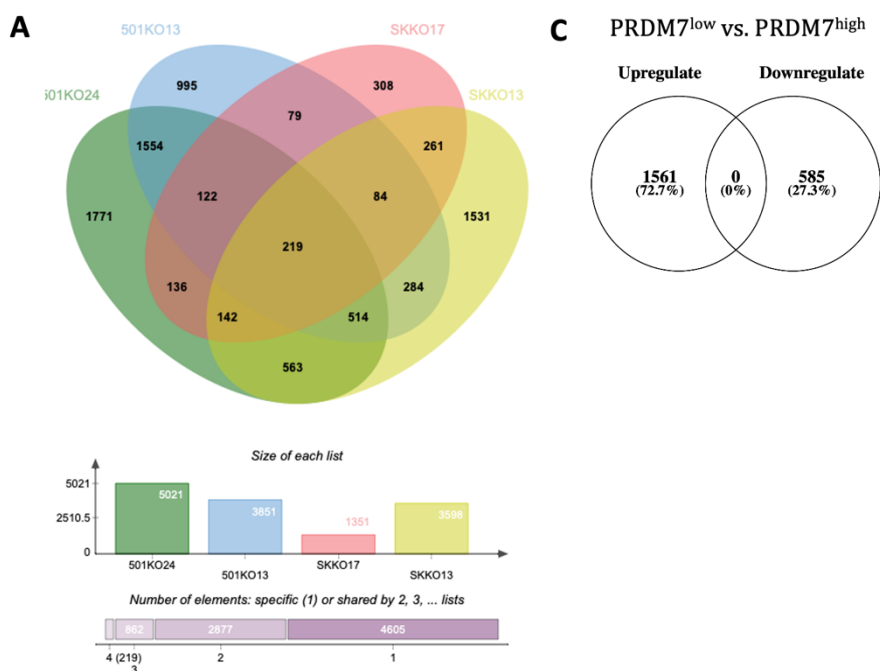 A
C
PRDM7low vs. PRDM7high
501KO13
SKKO17
501KO24
SKKO13
Upregulate
Downregulate
995
308
79
1554
261
122
84
1771
1531
219
136
284
142
514
563
1561
(72.7%)
0
(0%)
585
(27.3%)
Size of each list
5021
2510.5
0
5021
3851
1351
3598
501KO24
501KO13
SKKO17
SKKO13
Number of elements: specific (1) or shared by 2, 3, ... lists
862
2877
4605
4 (219)
3
2
1